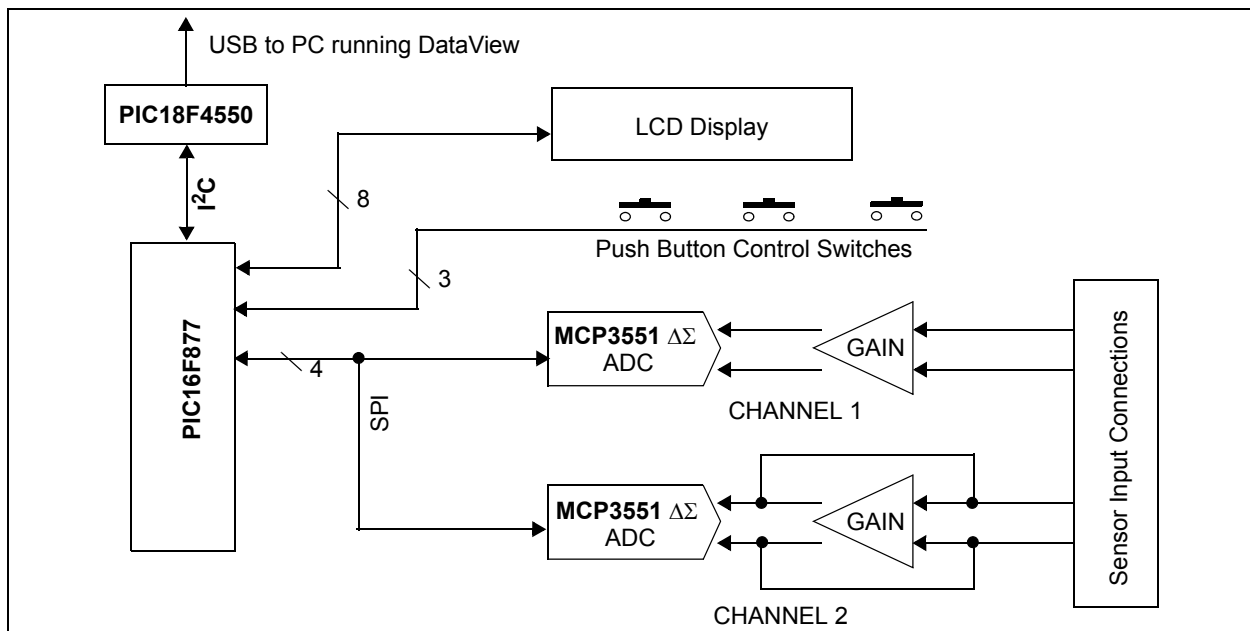 USB to PC running DataView
PIC18F4550
LCD Display
I²C
8
Push Button Control Switches
3
PIC16F877
4
SPI
MCP3551 ΔΣ
ADC
GAIN
CHANNEL 1
MCP3551 ΔΣ
ADC
GAIN
CHANNEL 2
Sensor Input Connections